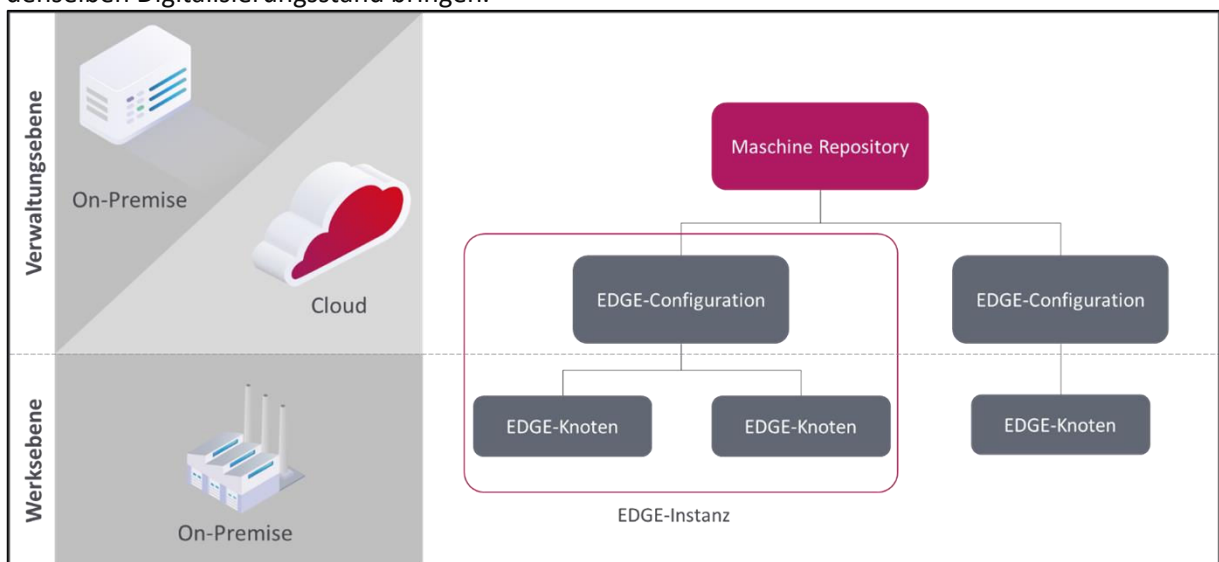 denselben Digitalisierungsstand bringen.
Verwaltungsebene
On-Premise
Cloud
Maschine Repository
EDGE-Configuration
EDGE-Configuration
Werksebene
On-Premise
EDGE-Knoten
EDGE-Knoten
EDGE-Knoten
EDGE-Instanz